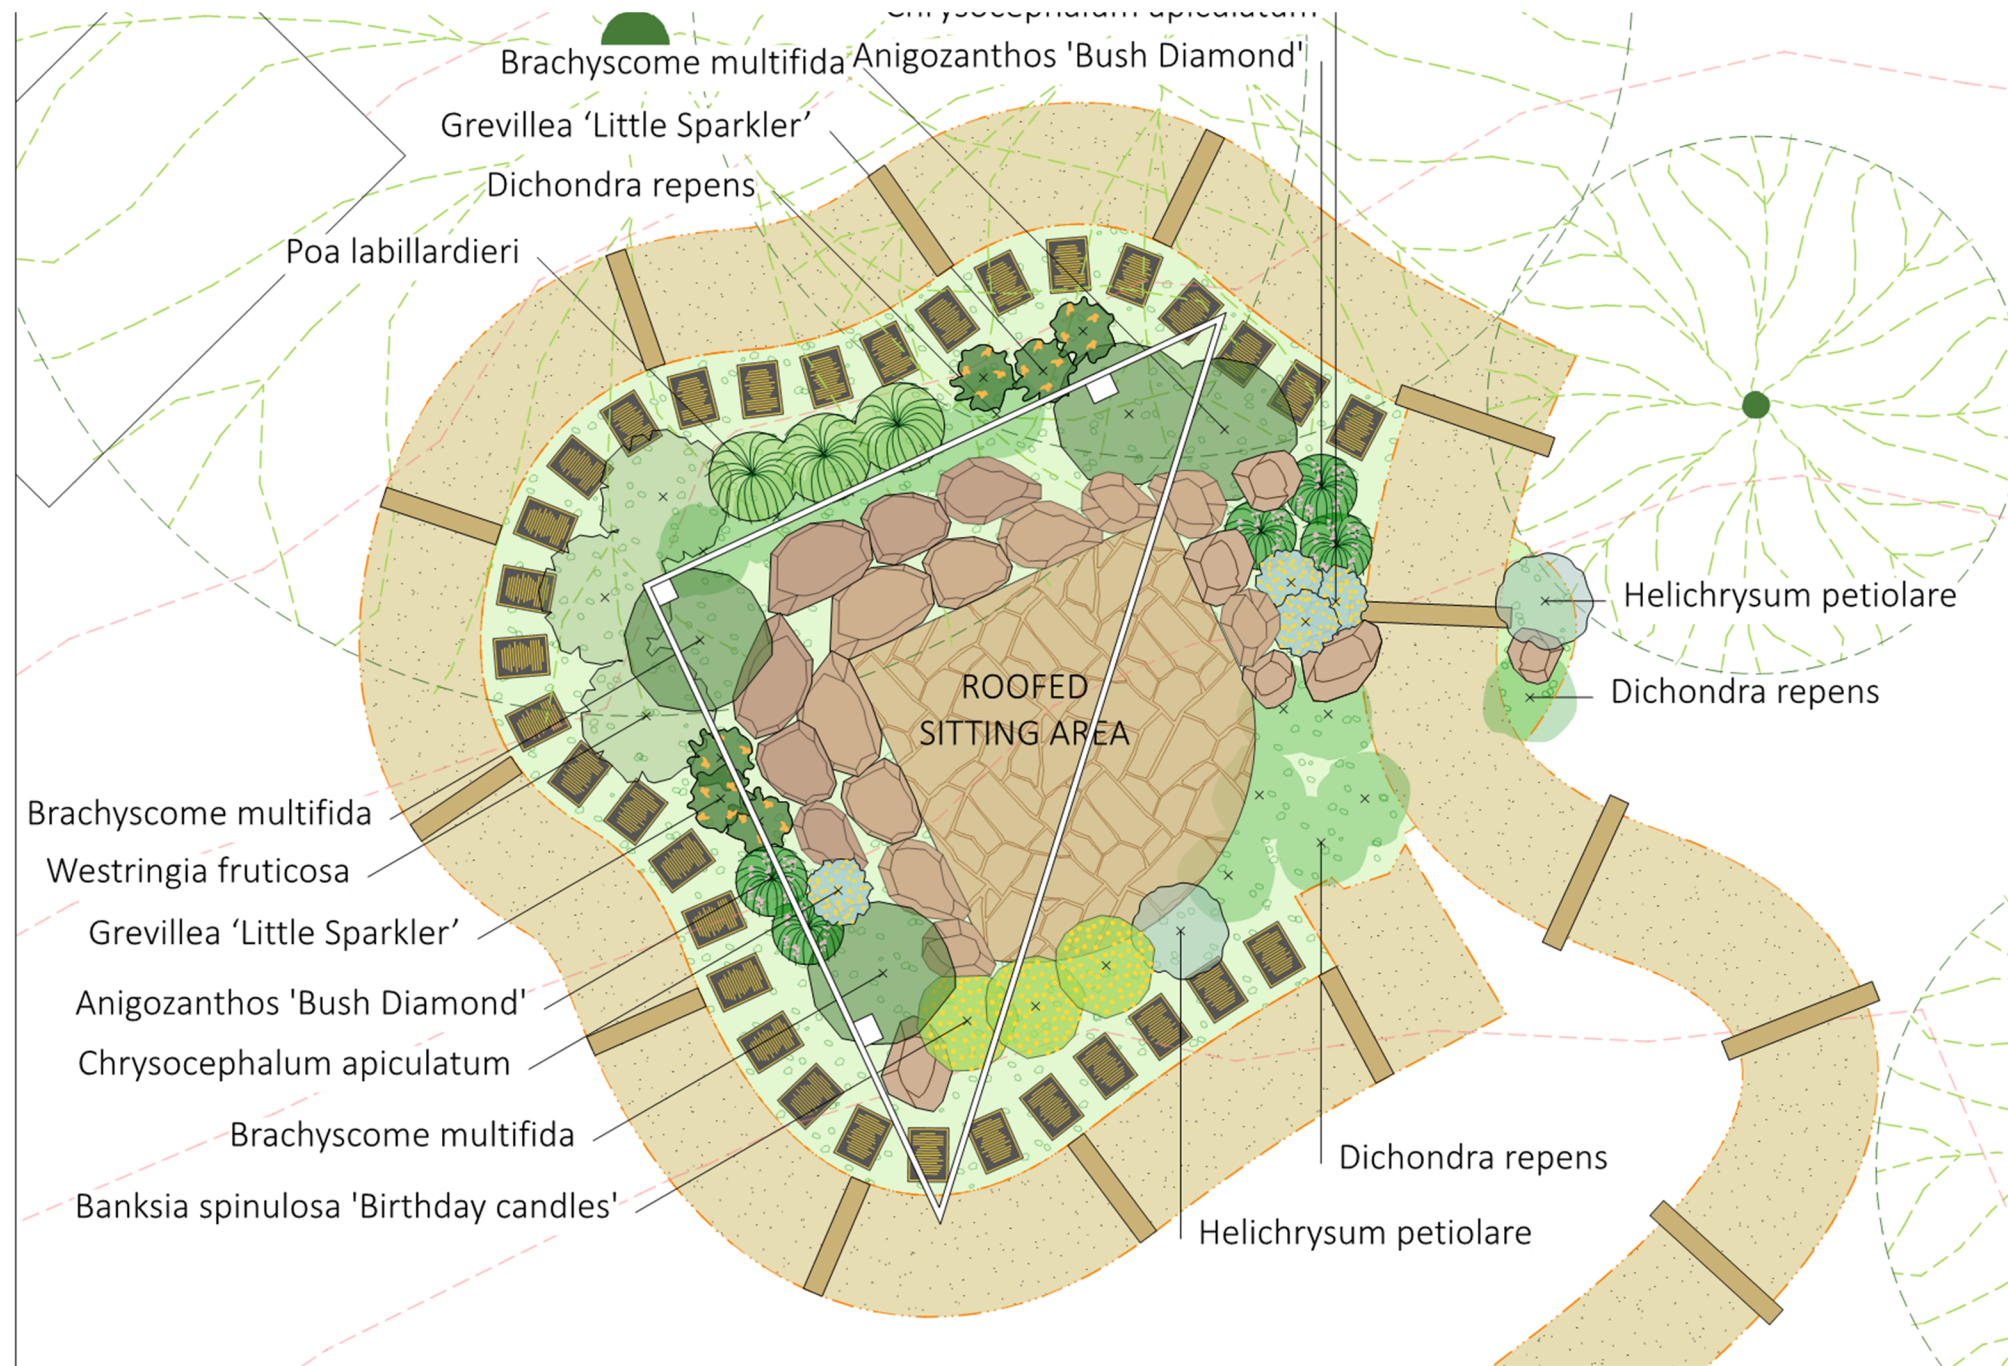 Chrysocephalum apiculatum
Brachyscome multifida
Anigozanthos 'Bush Diamond'
Grevillea ‘Little Sparkler’
Dichondra repens
Poa labillardieri
Helichrysum petiolare
Dichondra repens
ROOFED
SITTING AREA
Brachyscome multifida
Westringia fruticosa
Grevillea ‘Little Sparkler’
Anigozanthos 'Bush Diamond'
Chrysocephalum apiculatum
Brachyscome multifida
Banksia spinulosa 'Birthday candles'
Dichondra repens
Helichrysum petiolare